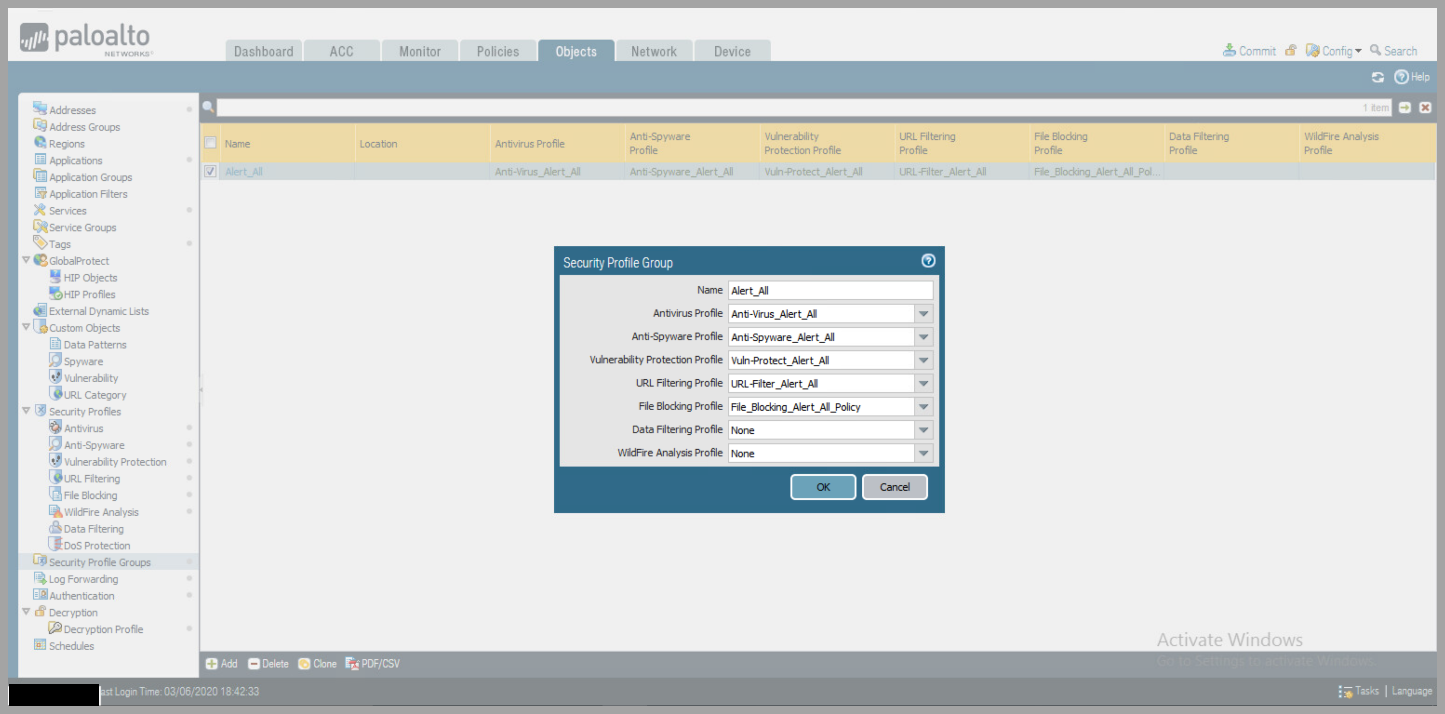 paloalto
NETWORKS®
Dashboard
ACC
Monitor
Policies
Objects
Network
Device
Commit
Config
Search
Help
Addresses
Address Groups
Regions
Applications
Application Groups
Application Filters
Services
Service Groups
Tags
GlobalProtect
HIP Objects
HIP Profiles
External Dynamic Lists
Custom Objects
Data Patterns
Spyware
Vulnerability
URL Category
Security Profiles
Antivirus
Anti-Spyware
Vulnerability Protection
URL Filtering
File Blocking
WildFire Analysis
Data Filtering
DoS Protection
Security Profile Groups
Log Forwarding
Authentication
Decryption
Decryption Profile
Schedules
1 item
Name
Location
Antivirus Profile
Anti-Spyware
Profile
Vulnerability
Protection Profile
URL Filtering
Profile
File Blocking
Profile
Data Filtering
Profile
WildFire Analysis
Profile
Alert_All
Anti-Virus_Alert_All
Anti-Spyware_Alert_All
Vuln-Protect_Alert_All
URL-Filter_Alert_All
File_Blocking_Alert_All_Pol...
Security Profile Group
Name Alert_All
Antivirus Profile Anti-Virus_Alert_All
Anti-Spyware Profile Anti-Spyware_Alert_All
Vulnerability Protection Profile Vuln-Protect_Alert_All
URL Filtering Profile URL-Filter_Alert_All
File Blocking Profile File_Blocking_Alert_All_Policy
Data Filtering Profile None
WildFire Analysis Profile None
OK
Cancel
Activate Windows
Go to Settings to activate Windows.
Add
Delete
Clone
PDF/CSV
ast Login Time: 03/06/2020 18:42:33
Tasks | Language